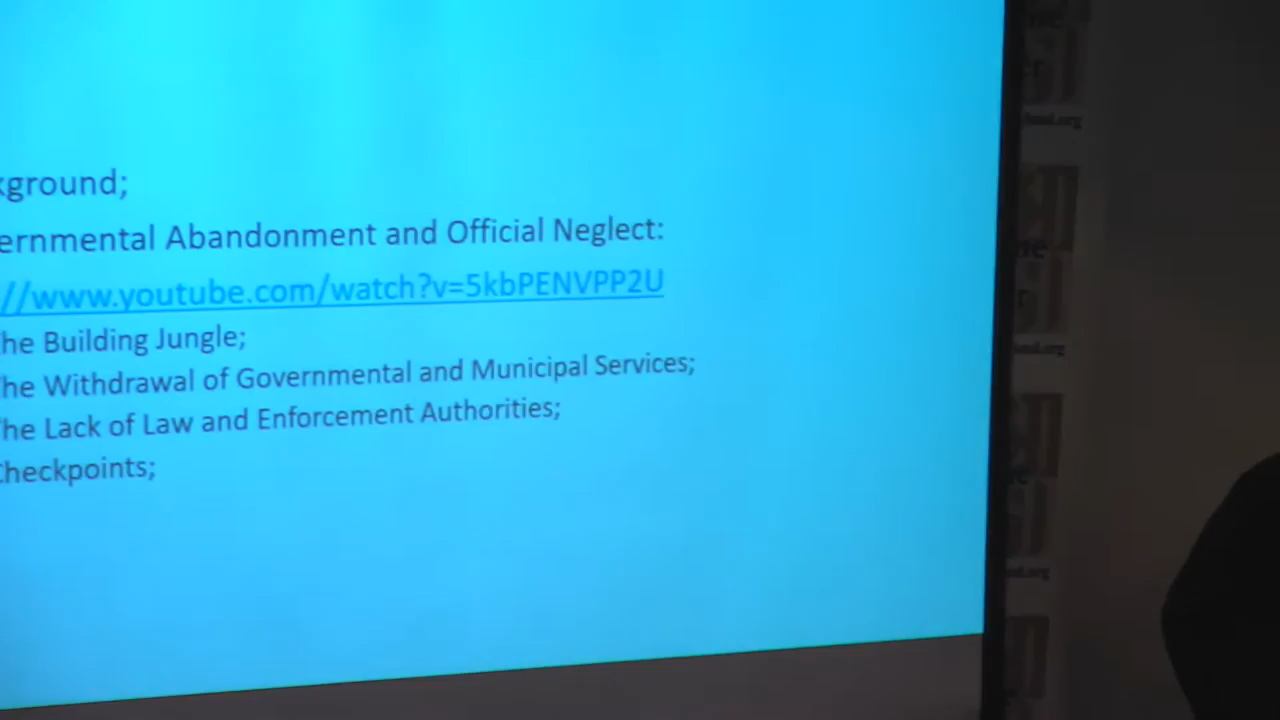 kground;
ernmental Abandonment and Official Neglect:
//www.youtube.com/watch?v=5kbPENVPP2U
he Building Jungle;
he Withdrawal of Governmental and Municipal Services;
he Lack of Law and Enforcement Authorities;
Checkpoints;